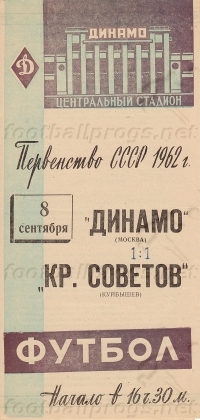 Д
ДИНАМО
ЦЕНТРАЛЬНЫЙ СТАДИОН
footballprogs.net
Первенство СССР 1962 г.
8
сентября
"ДИНАМО"
(МОСКВА)
1:1
„КР. СОВЕТОВ"
(КУЙБЫШЕВ)
ФУТБОЛ
Начало в 16 ч. 30 м.